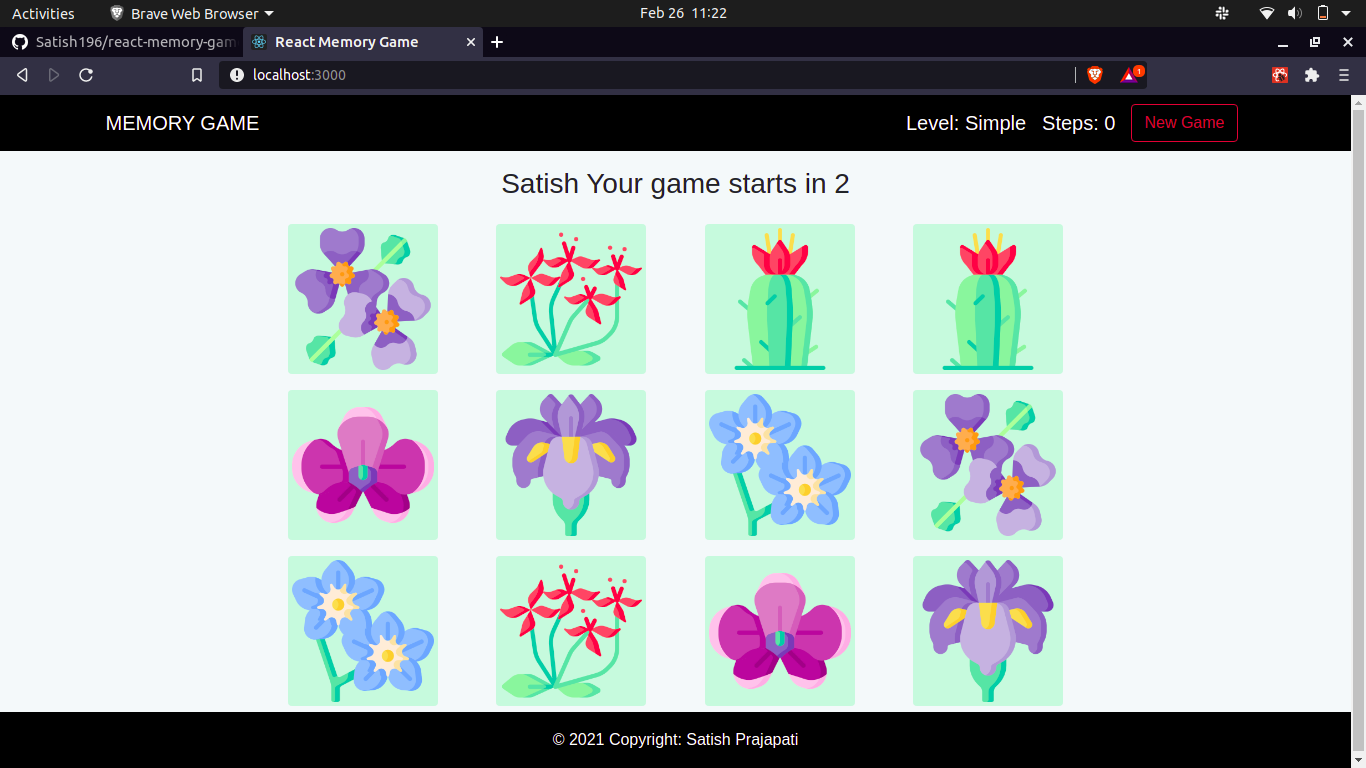 Activities
Brave Web Browser
Feb 26 11:22
Satish196/react-memory-gam
React Memory Game
localhost:3000
1
MEMORY GAME
Level: Simple
Steps: 0
New Game
Satish Your game starts in 2
© 2021 Copyright: Satish Prajapati